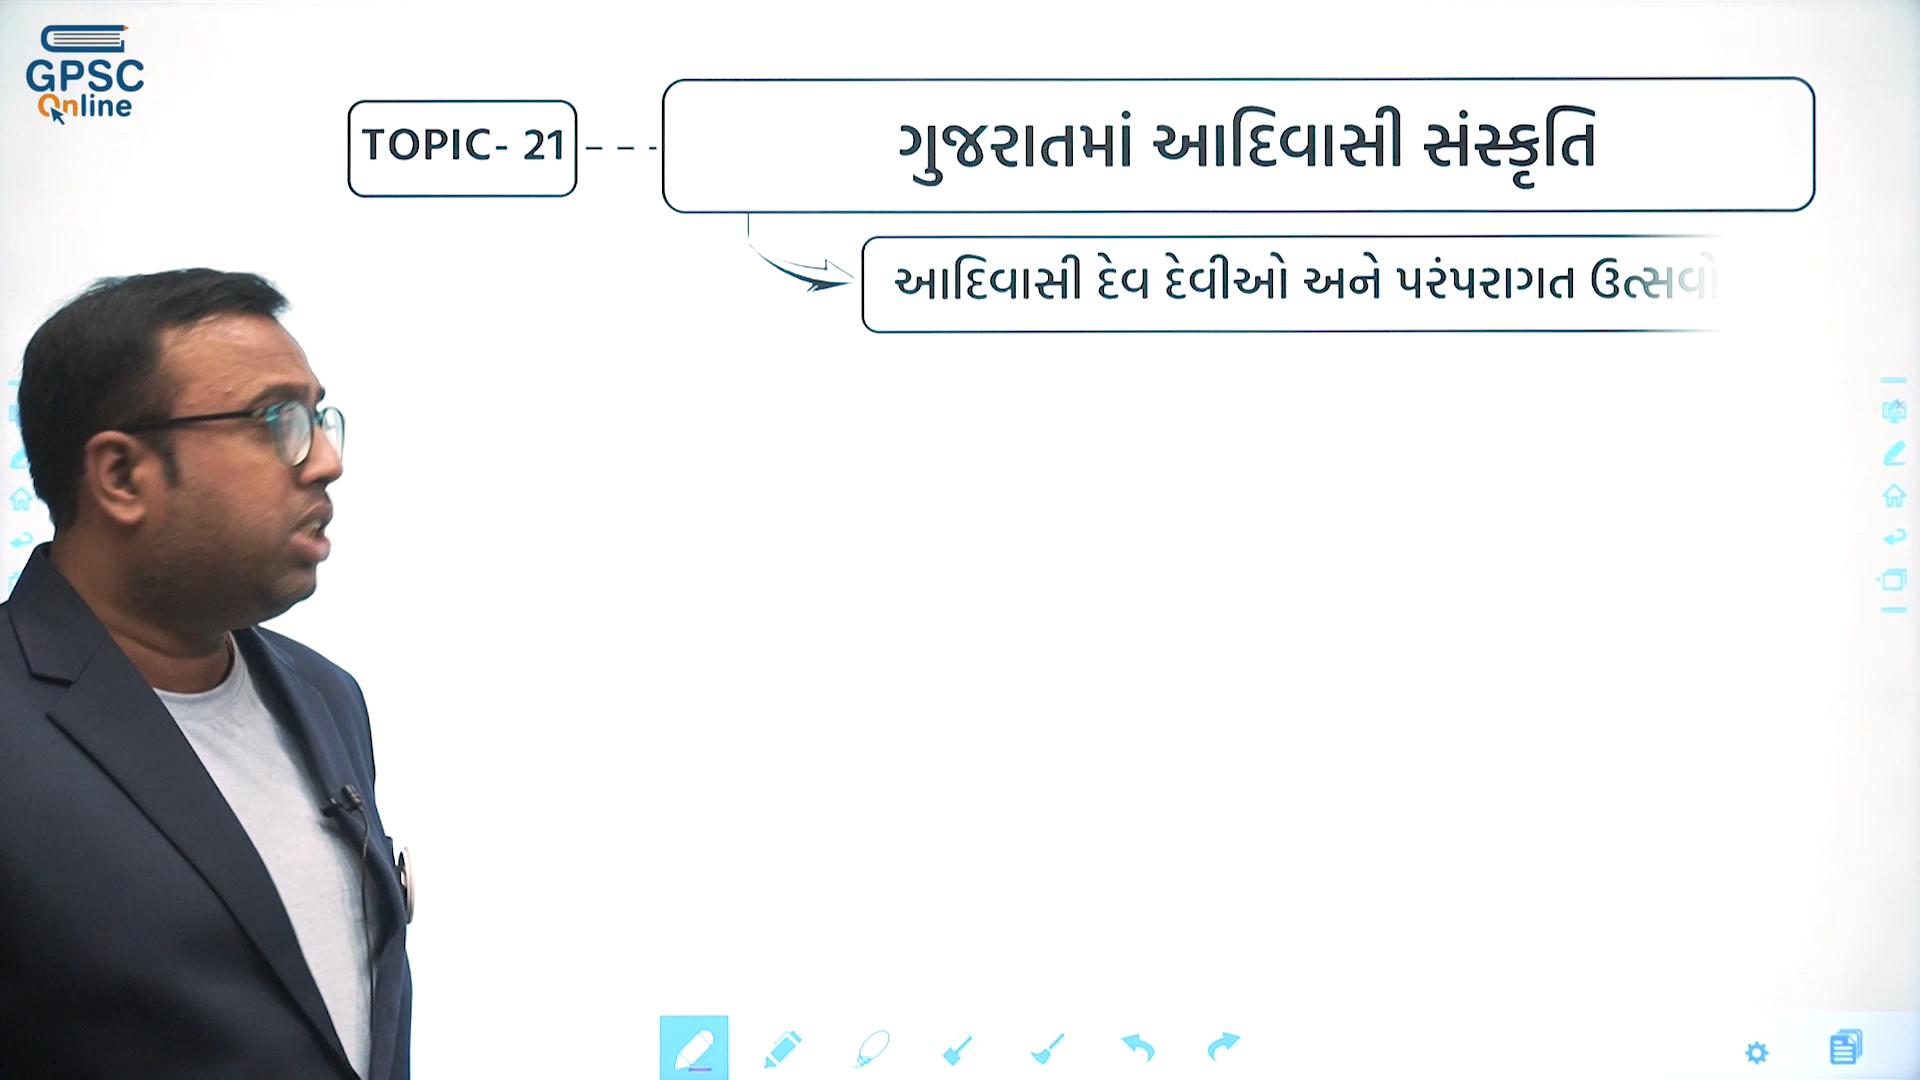 GPSC
Online
TOPIC- 21
ગુજરાતમાં આદિવાસી સંસ્કૃતિ
આદિવાસી દેવ દેવીઓ અને પરંપરાગત ઉત્સવો